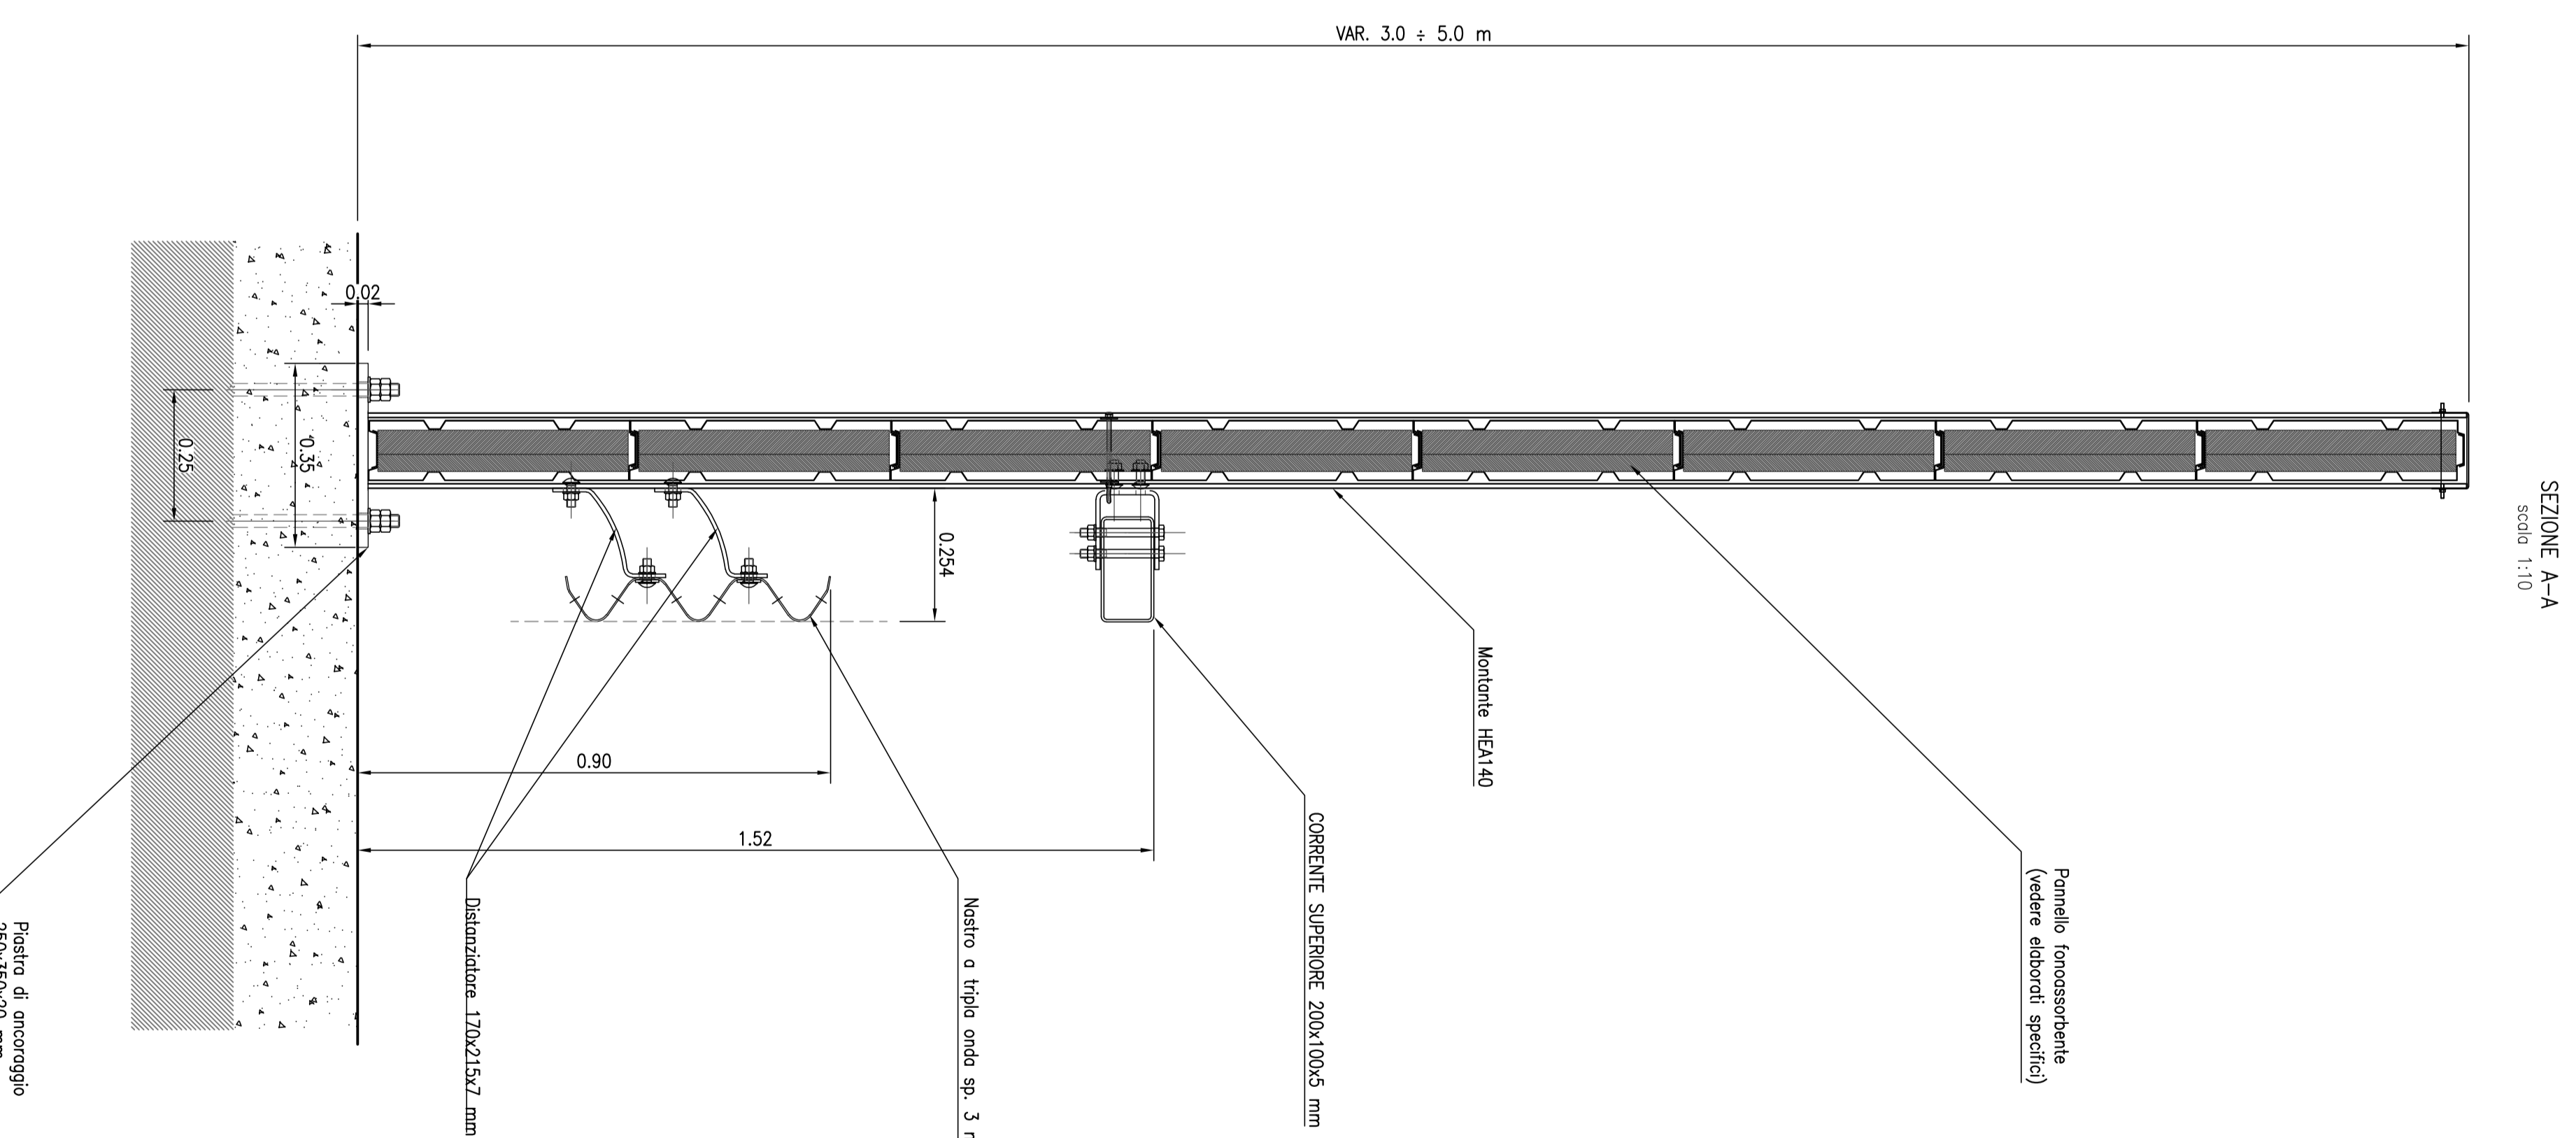 SEZIONE A-A
scala 1:10
VAR. 3.0 ÷ 5.0 m
Pannello fonoassorbente
(vedere elaborati specifici)
Montante HEA140
CORRENTE SUPERIORE 200x100x5 mm
0.254
Nastro a tripla onda sp. 3
1.52
0.90
Distanziatore 170x215x7 mm
0.02
0.35
0.25
Piastra di ancoraggio